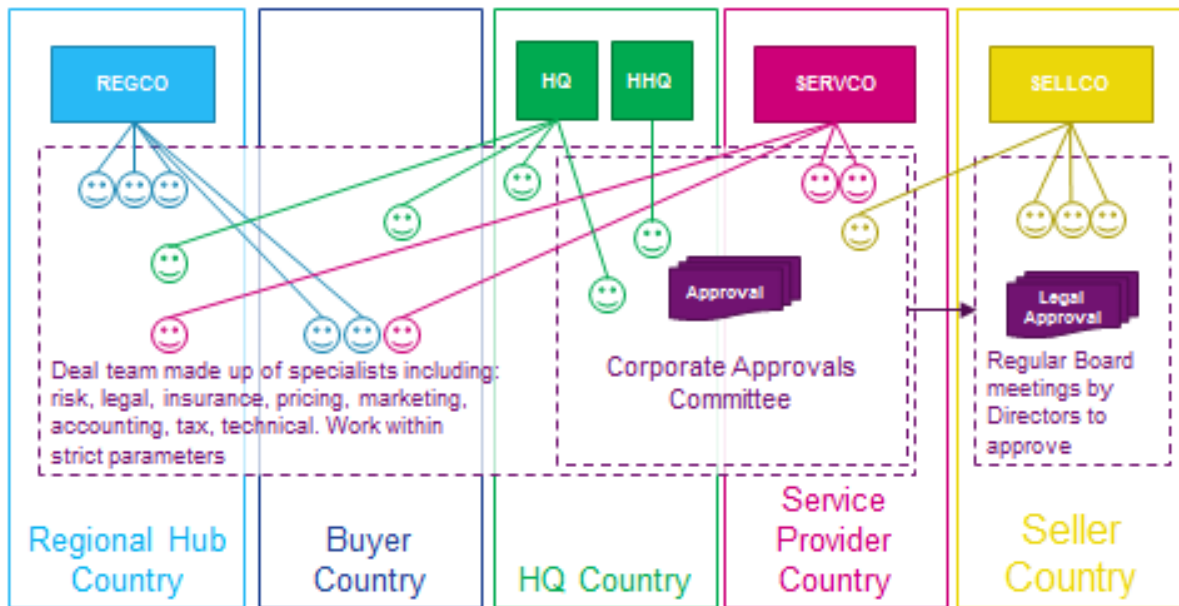 REGCO
HQ
HHQ
SERVCO
SELLCO
Approval
Legal
Approval
Deal team made up of specialists including:
risk, legal, insurance, pricing, marketing,
accounting, tax, technical. Work within
strict parameters
Corporate Approvals
Committee
Regular Board
meetings by
Directors to
approve
Regional Hub
Country
Buyer
Country
HQ Country
Service
Provider
Country
Seller
Country